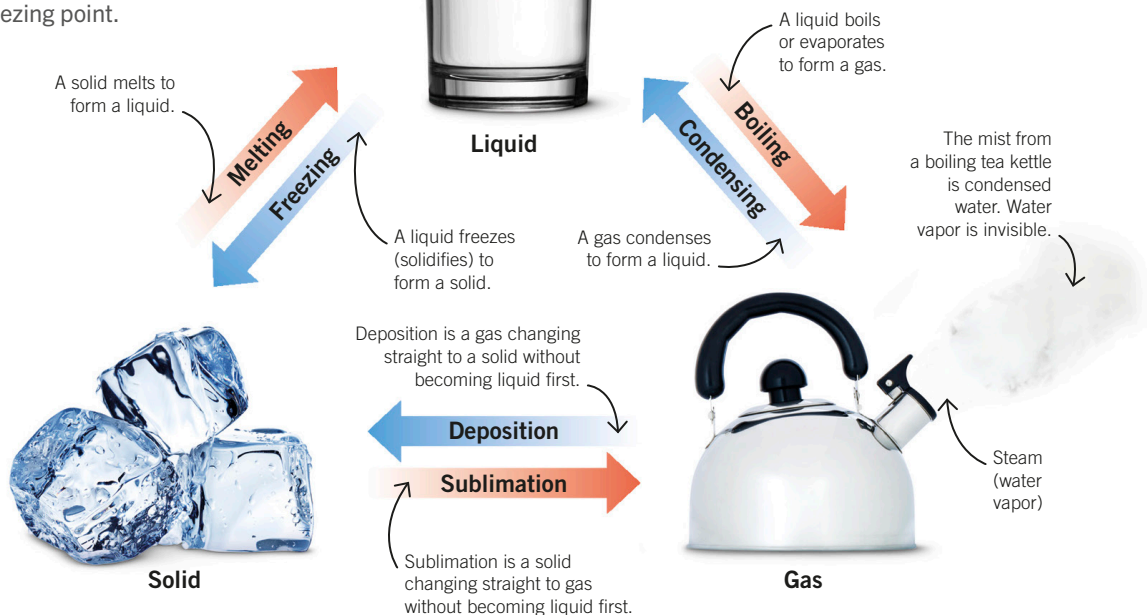 ezing point.
A liquid boils
or evaporates
to form a gas.
A solid melts to
form a liquid.
Melting
Freezing
Liquid
Condensing
Boiling
The mist from
a boiling tea kettle
is condensed
water. Water
vapor is invisible.
A liquid freezes
(solidifies) to
form a solid.
A gas condenses
to form a liquid.
Deposition is a gas changing
straight to a solid without
becoming liquid first.
Deposition
Sublimation
Steam
(water
vapor)
Sublimation is a solid
changing straight to gas
without becoming liquid first.
Solid
Gas